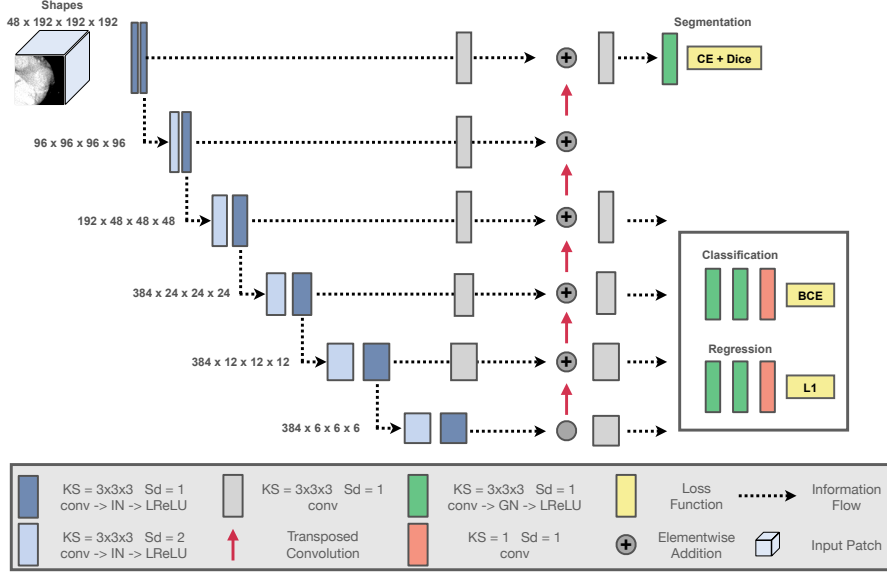 Shapes
48 x 192 x 192 x 192
Segmentation
CE + Dice
96 x 96 x 96 x 96
192 x 48 x 48 x 48
Classification
384 x 24 x 24 x 24
BCE
Regression
384 x 12 x 12 x 12
L1
384 x 6 x 6 x 6
KS = 3x3x3 Sd = 1
conv -> IN -> LReLU
KS = 3x3x3 Sd = 1
conv
KS = 3x3x3 Sd = 1
conv -> GN -> LReLU
Loss
Function
Information
Flow
KS = 3x3x3 Sd = 2
conv -> IN -> LReLU
Transposed
Convolution
KS = 1 Sd = 1
conv
Elementwise
Addition
Input Patch